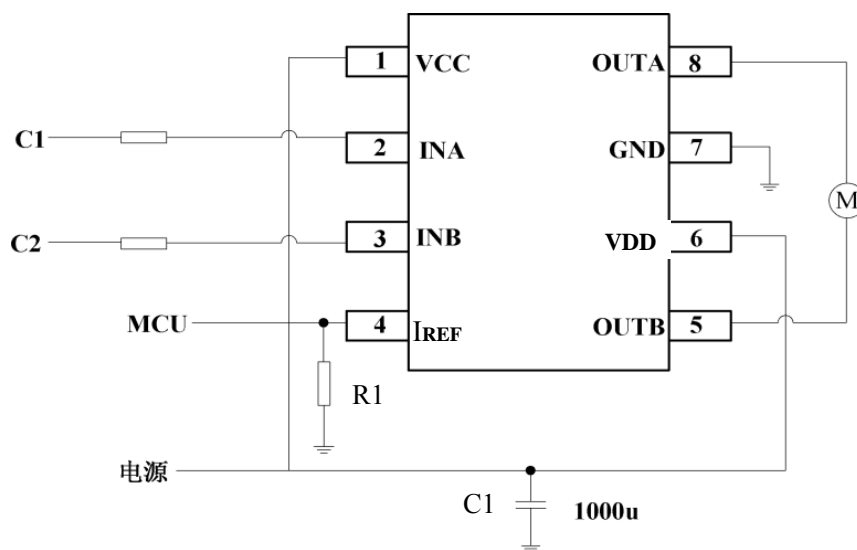 1 VCC OUTA 8
C1 2 INA GND 7
M
C2 3 INB VDD 6
MCU 4 IREF OUTB 5
R1
电源
C1 1000u